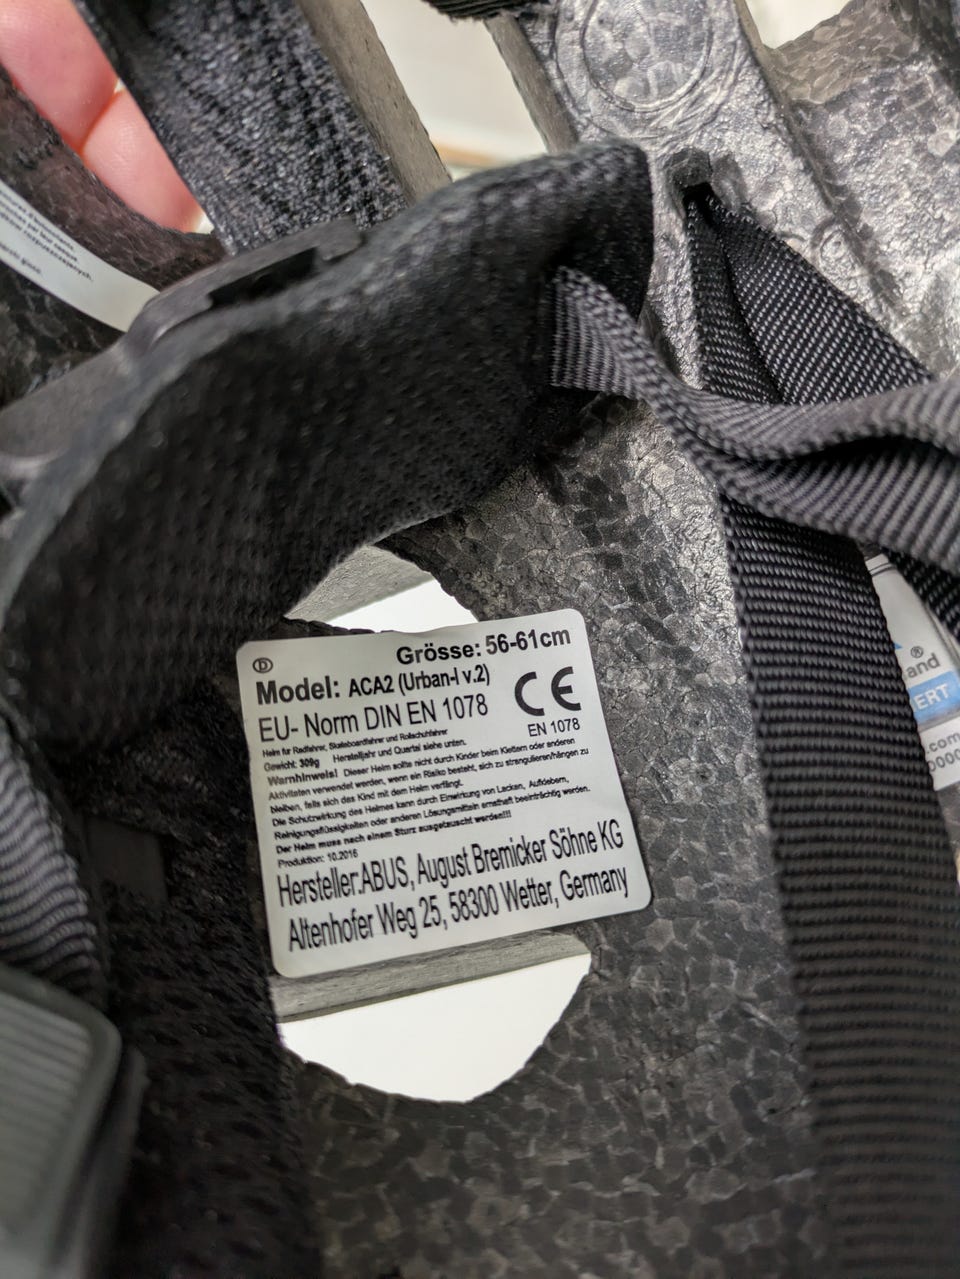 D
Grösse: 56-61cm
Model: ACA2 (Urban-I v.2)
EU- Norm DIN EN 1078
CE
EN 1078
Helm für Radfahrer, Skateboardfahrer und Rollschuhfahrer
Gewicht: 309g Herstelljahr und Quartal siehe unten.
Warnhinweis! Dieser Helm sollte nicht durch Kinder beim Klettern oder anderen
Aktivitäten verwendet werden, wenn ein Risiko besteht, sich zu strangulieren/hängen zu
bleiben, falls sich das Kind mit dem Helm verfängt.
Die Schutzwirkung des Helmes kann durch Einwirkung von Lacken, Aufklebern,
Reinigungsflüssigkeiten oder anderen Lösungsmitteln ernsthaft beeinträchtig werden.
Der Helm muss nach einem Sturz ausgetauscht werden!!!
Produktion: 10.2016
Hersteller:ABUS, August Bremicker Söhne KG
Altenhofer Weg 25, 58300 Wetter, Germany
®
and
ERT
.com